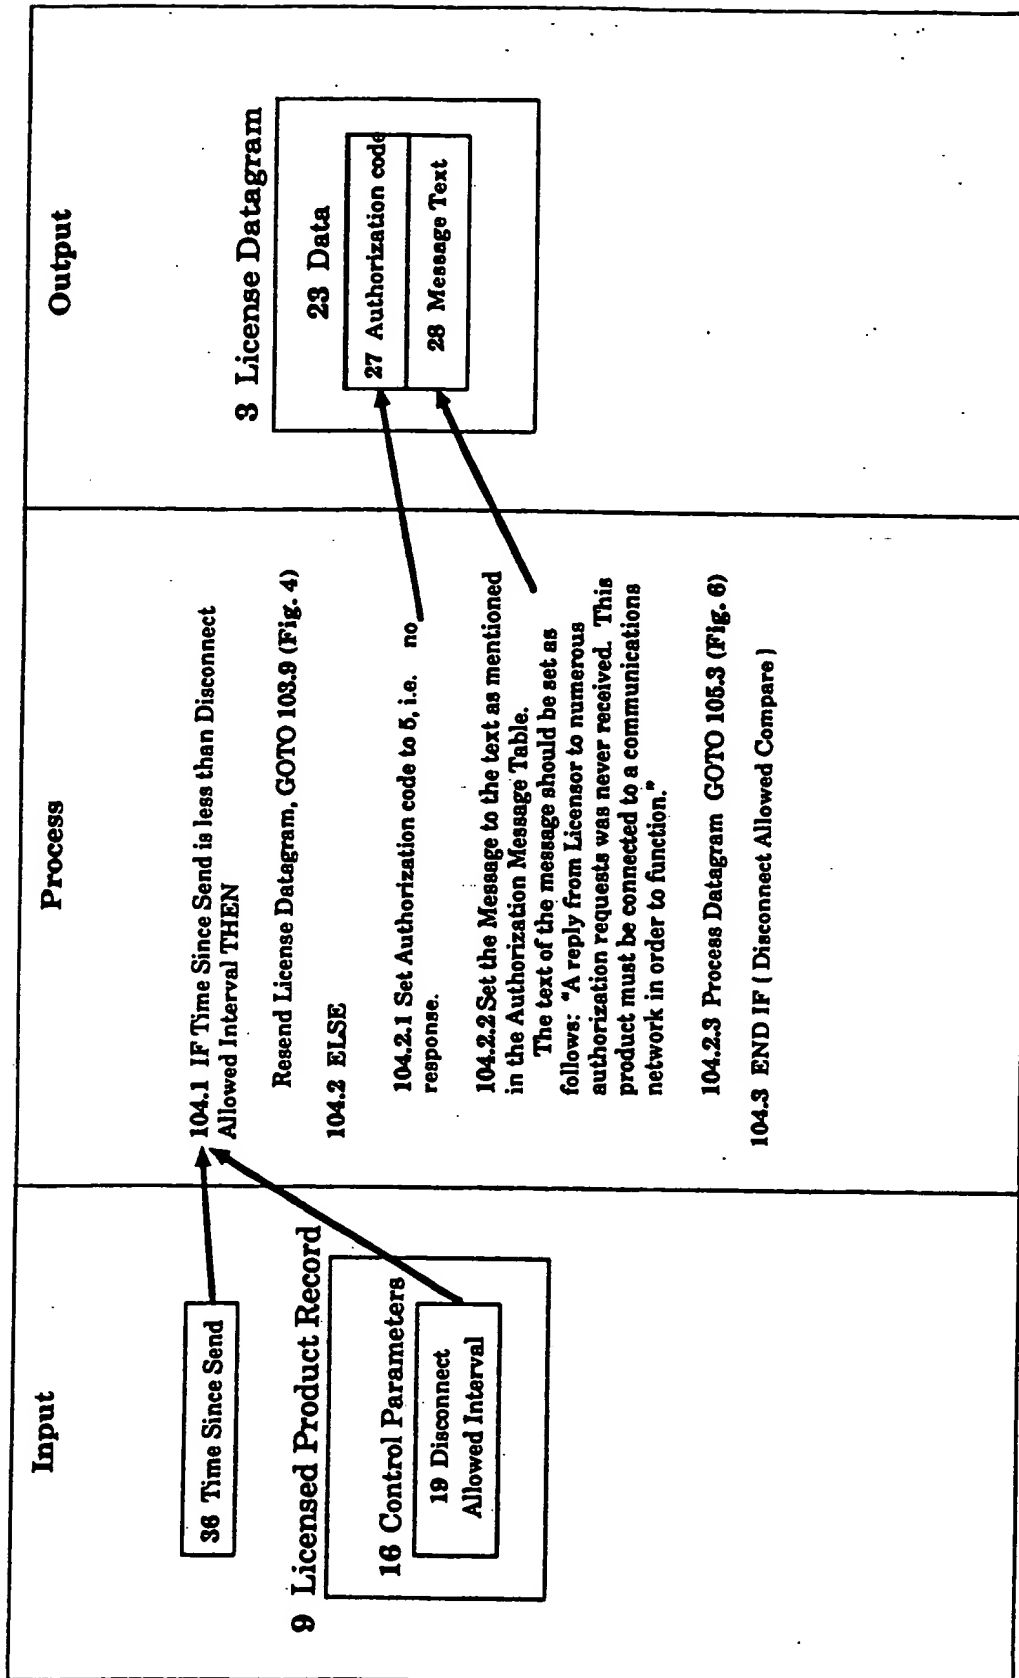 Input
36 Time Since Send
9 Licensed Product Record
16 Control Parameters
19 Disconnect
Allowed Interval
Process
104.1 IF Time Since Send is less than Disconnect
Allowed Interval THEN
Resend License Datagram, GOTO 103.9 (Fig. 4)
104.2 ELSE
104.2.1 Set Authorization code to 5, i.e. no
response.
104.2.2 Set the Message to the text as mentioned
in the Authorization Message Table.
The text of the message should be set as
follows: "A reply from Licensor to numerous
authorization requests was never received. This
product must be connected to a communications
network in order to function."
104.2.3 Process Datagram GOTO 105.3 (Fig. 6)
104.3 END IF ( Disconnect Allowed Compare )
Output
3 License Datagram
23 Data
27 Authorization code
28 Message Text